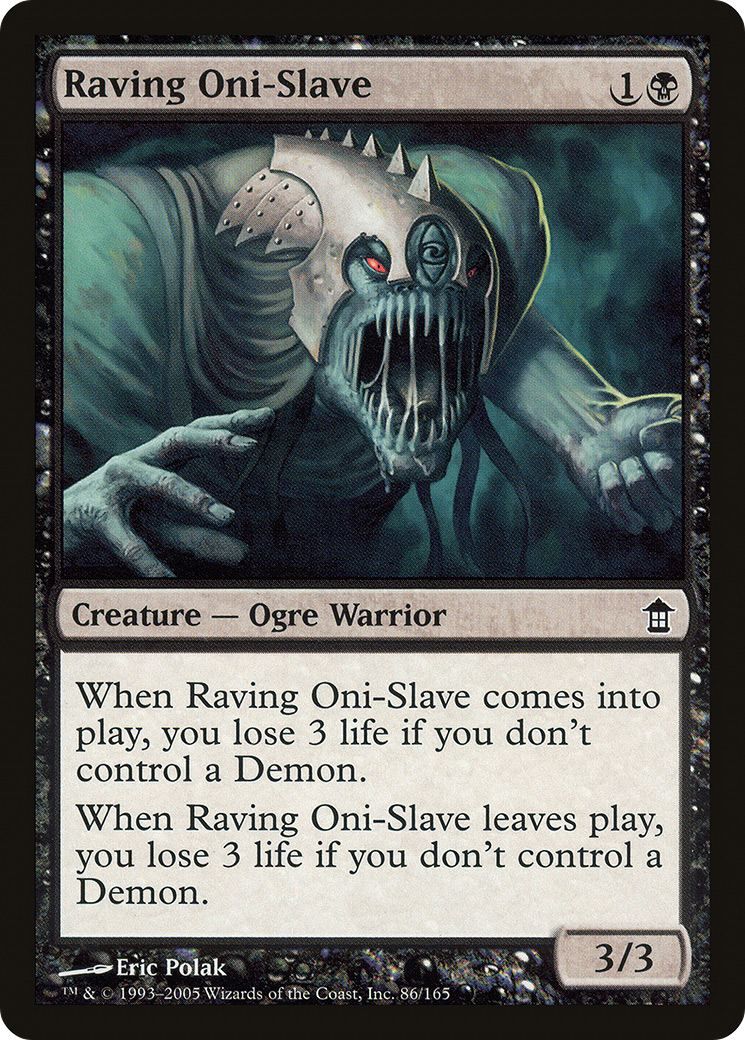 Raving Oni-Slave 1
Creature — Ogre Warrior
When Raving Oni-Slave comes into
play, you lose 3 life if you don't
control a Demon.
When Raving Oni-Slave leaves play,
you lose 3 life if you don't control a
Demon.
3/3
Eric Polak
™ & © 1993–2005 Wizards of the Coast, Inc. 86/165